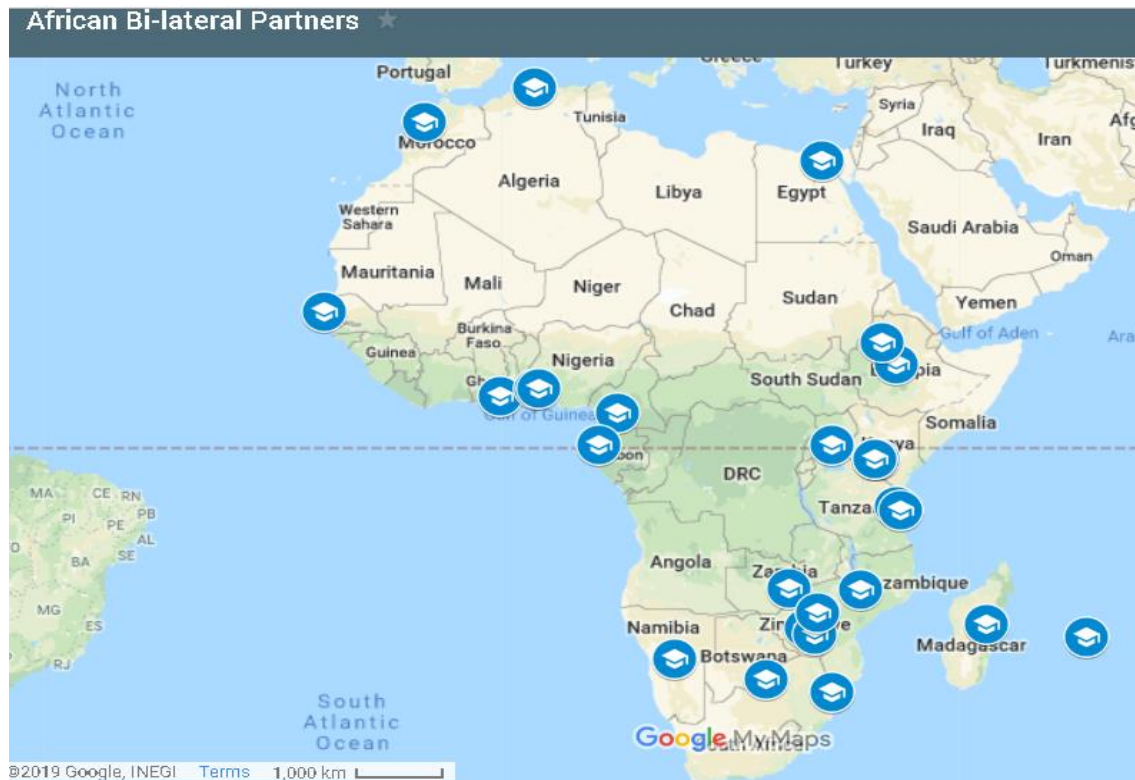 African Bi-lateral Partners
North
Atlantic
Ocean
Portugal
Turkey
Syria
Iraq
Iran
Tunisia
Morocco
Algeria
Libya
Egypt
Saudi Arabia
Oman
Western
Sahara
Mauritania
Mali
Niger
Chad
Sudan
Yemen
Gulf of Aden
Burkina
Faso
Guinea
Nigeria
South Sudan
Somalia
Gulf of Guinea
DRC
MA
CE
RN
PI
PE
PB
AL
BA
SE
MG
ES
RJ
Angola
Namibia
Botswana
Madagascar
South
Atlantic
Ocean
Google My Maps
©2019 Google, INEGI Terms 1,000 km